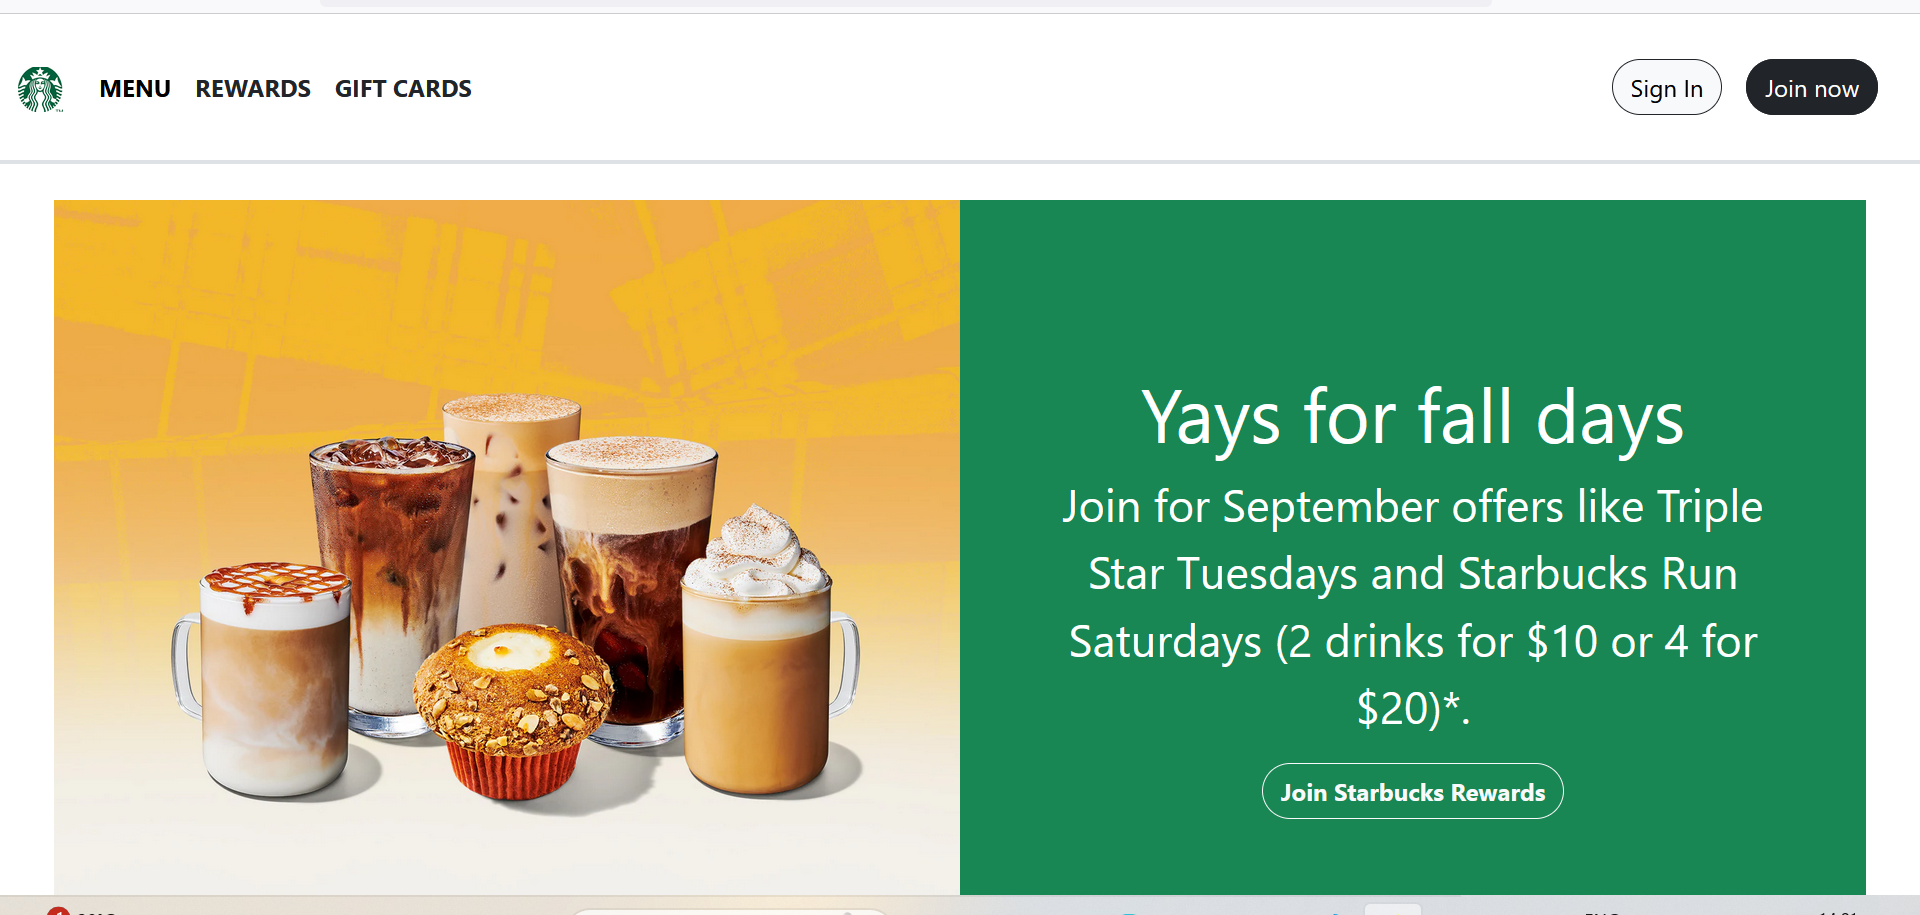 MENU REWARDS GIFT CARDS
Sign In
Join now
Yays for fall days
Join for September offers like Triple
Star Tuesdays and Starbucks Run
Saturdays (2 drinks for $10 or 4 for
$20)*.
Join Starbucks Rewards